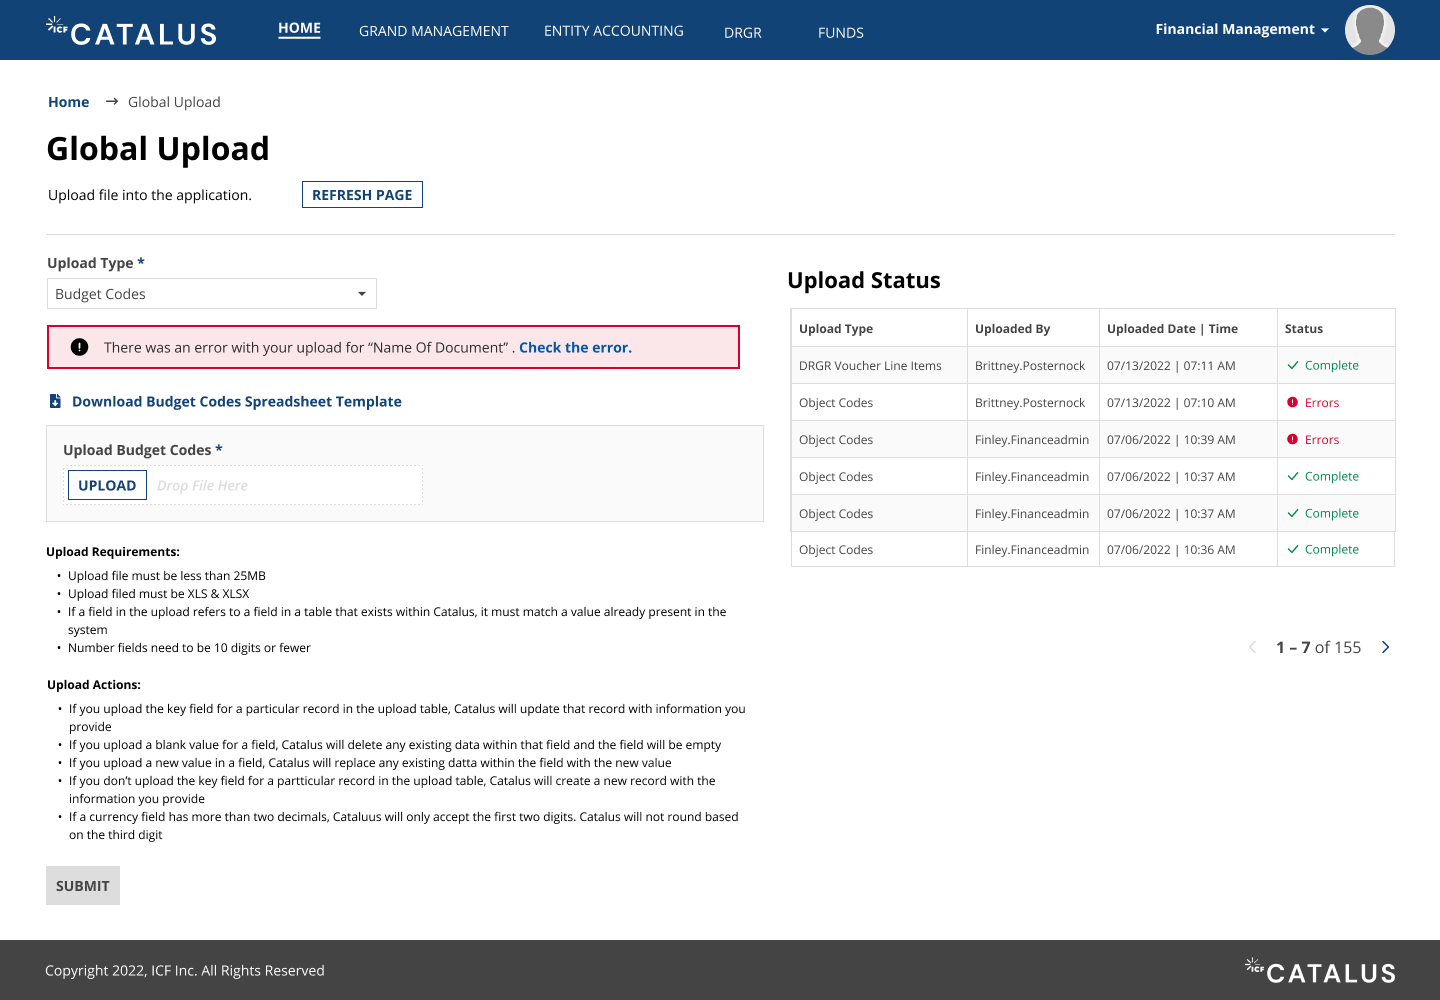 ICF CATALUS
HOME
GRAND MANAGEMENT
ENTITY ACCOUNTING
DRGR
FUNDS
Financial Management
Home → Global Upload
Global Upload
Upload file into the application.
REFRESH PAGE
Upload Type *
Budget Codes
There was an error with your upload for “Name Of Document” . Check the error.
Download Budget Codes Spreadsheet Template
Upload Budget Codes *
UPLOAD Drop File Here
Upload Requirements:
• Upload file must be less than 25MB
• Upload filed must be XLS & XLSX
• If a field in the upload refers to a field in a table that exists within Catalus, it must match a value already present in the
system
• Number fields need to be 10 digits or fewer
Upload Actions:
• If you upload the key field for a particular record in the upload table, Catalus will update that record with information you
provide
• If you upload a blank value for a field, Catalus will delete any existing data within that field and the field will be empty
• If you upload a new value in a field, Catalus will replace any existing datta within the field with the new value
• If you don’t upload the key field for a parтticular record in the upload table, Catalus will create a new record with the
information you provide
• If a currency field has more than two decimals, Cataluus will only accept the first two digits. Catalus will not round based
on the third digit
SUBMIT
Upload Status
Upload Type Uploaded By Uploaded Date | Time Status
DRGR Voucher Line Items Brittney.Posternock 07/13/2022 | 07:11 AM Complete
Object Codes Brittney.Posternock 07/13/2022 | 07:10 AM Errors
Object Codes Finley.Financeadmin 07/06/2022 | 10:39 AM Errors
Object Codes Finley.Financeadmin 07/06/2022 | 10:37 AM Complete
Object Codes Finley.Financeadmin 07/06/2022 | 10:37 AM Complete
Object Codes Finley.Financeadmin 07/06/2022 | 10:36 AM Complete
1 – 7 of 155
Copyright 2022, ICF Inc. All Rights Reserved
ICF CATALUS